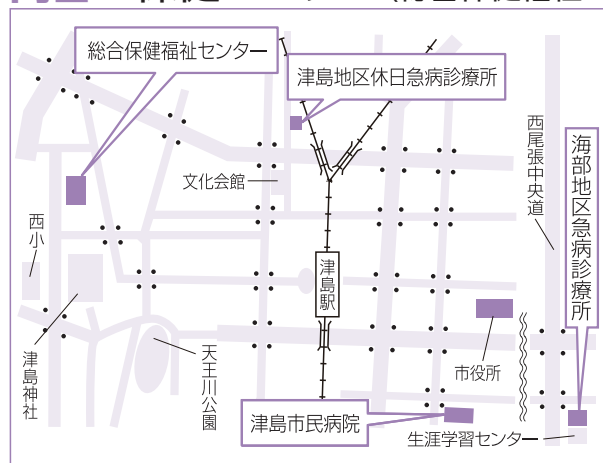 総合保健福祉センター
津島地区休日急病診療所
西尾張中央道
海部地区急病診療所
文化会館
西小
津島駅
市役所
津島神社
天王川公園
津島市民病院
生涯学習センター